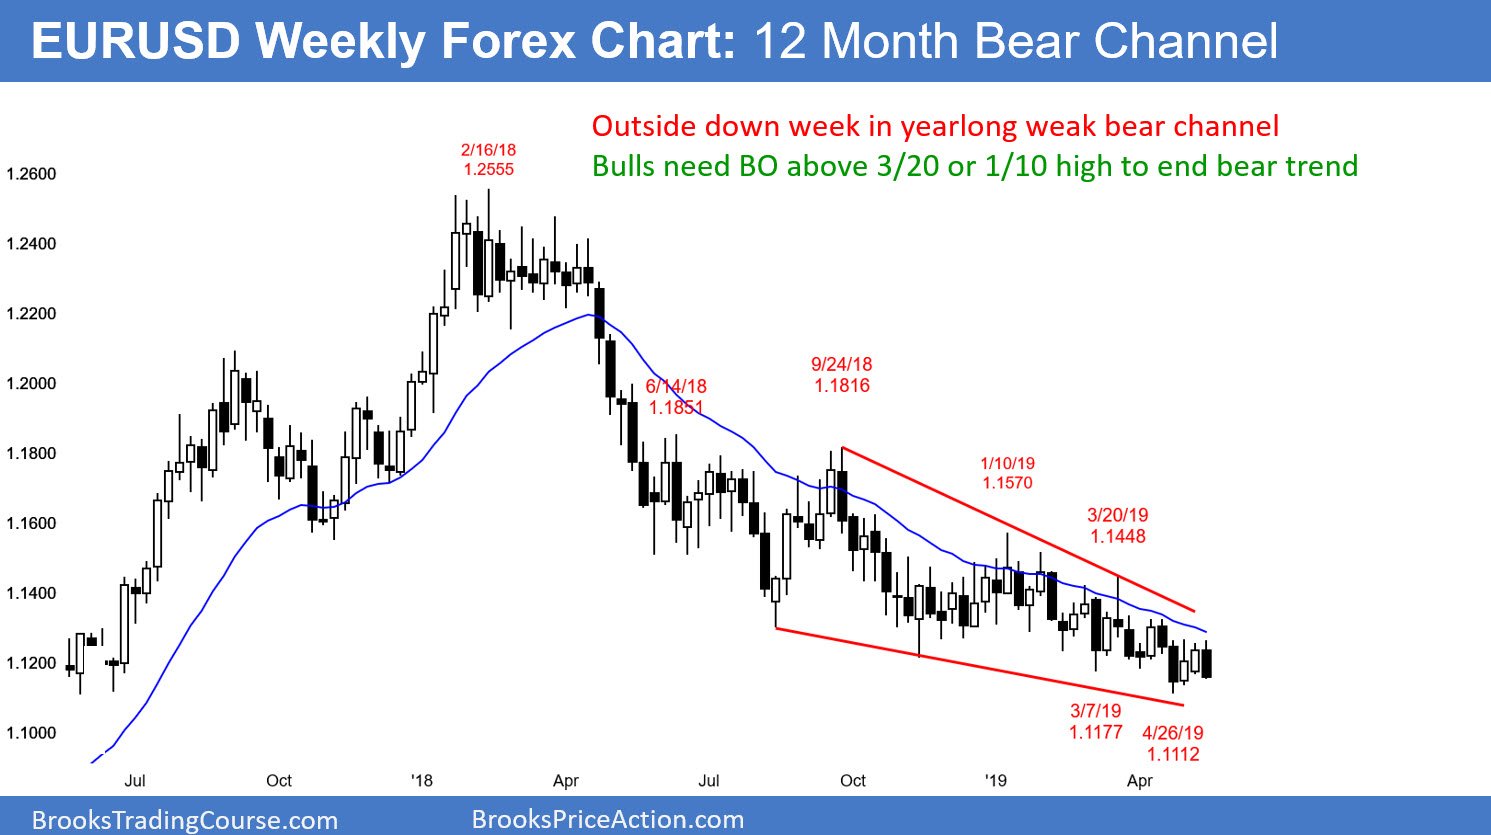 EURUSD Weekly Forex Chart: 12 Month Bear Channel
Outside down week in yearlong weak bear channel
Bulls need BO above 3/20 or 1/10 high to end bear trend
2/16/18
1.2555
6/14/18
1.1851
9/24/18
1.1816
1/10/19
1.1570
3/20/19
1.1448
3/7/19
1.1177
4/26/19
1.1112
1.2600
1.2400
1.2200
1.2000
1.1800
1.1600
1.1400
1.1200
1.1000
Jul
Oct
'18
Apr
Jul
Oct
'19
Apr
BrooksTradingCourse.com
BrooksPriceAction.com